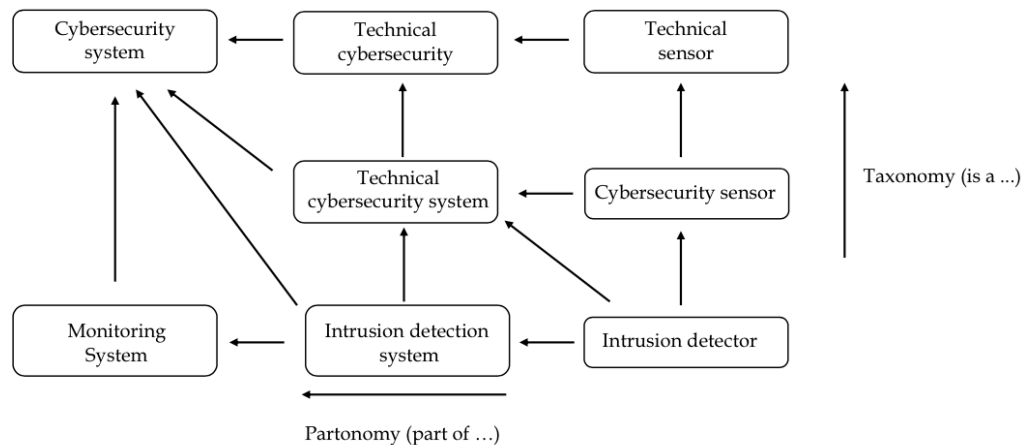 Cybersecurity
system
Technical
cybersecurity
Technical
sensor
Technical
cybersecurity system
Cybersecurity sensor
Taxonomy (is a ...)
Monitoring
System
Intrusion detection
system
Intrusion detector
Partonomy (part of …)